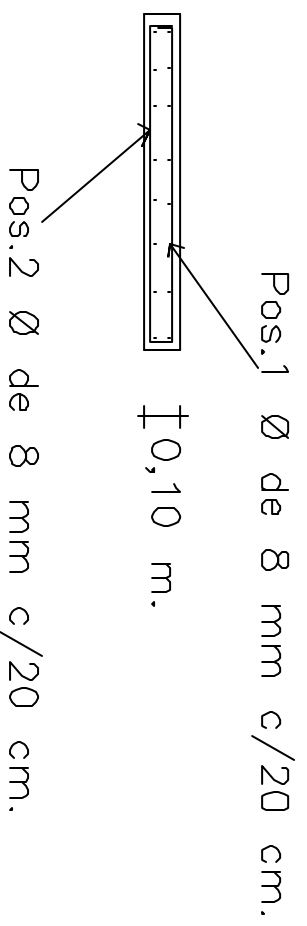 Pos.1 Ø de 8 mm c/20 cm.
0,10 m.
Pos.2 Ø de 8 mm c/20 cm.